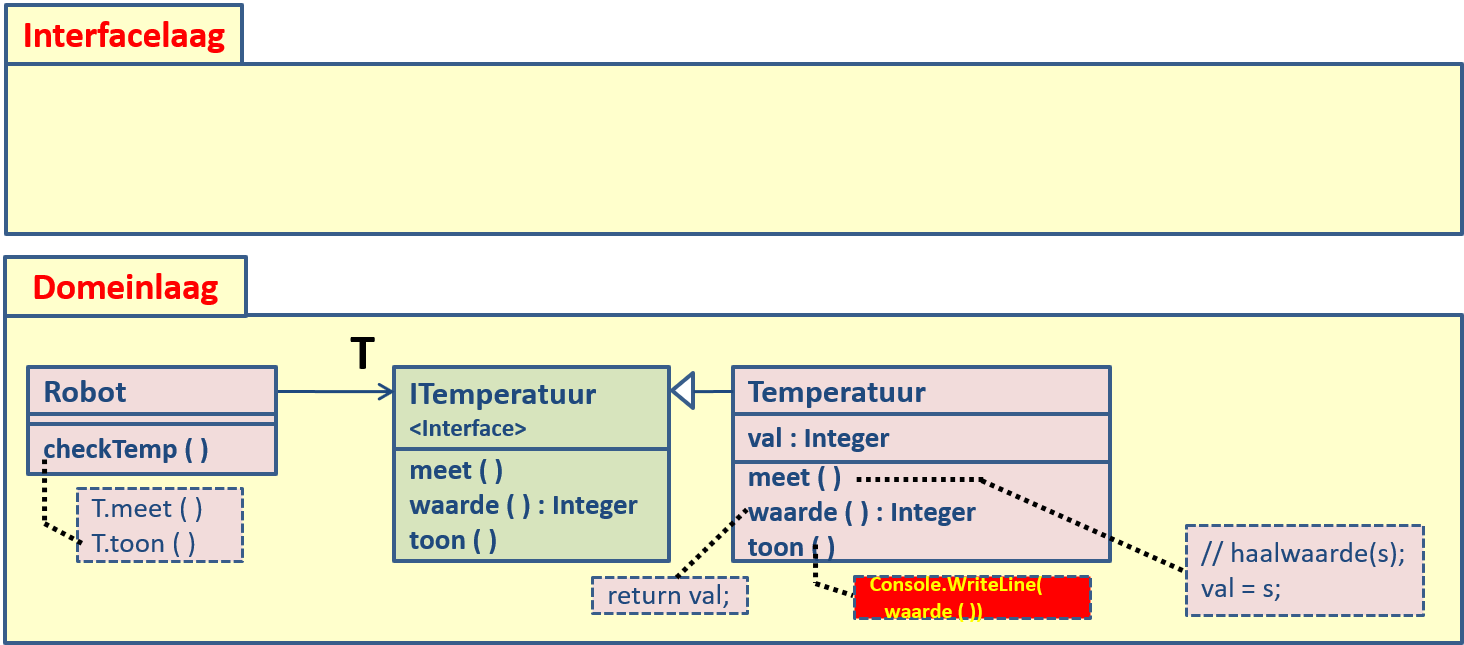 Interfacelaag
Domeinlaag
T
Robot
checkTemp ( )
T.meet ( )
T.toon ( )
ITemperatuur
<Interface>
meet ( )
waarde ( ) : Integer
toon ( )
Temperatuur
val : Integer
meet ( )
waarde ( ) : Integer
toon ( )
return val;
Console.WriteLine(
waarde ( ))
// haalwaarde(s);
val = s;